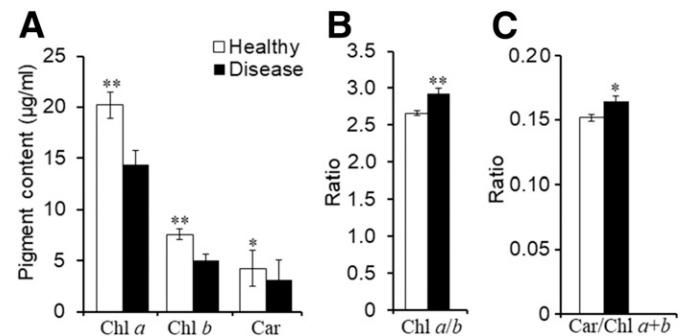 A
Pigment content (µg/ml)
25
20
15
10
5
0
Healthy
Disease
**
**
*
Chl a
Chl b
Car
B
Ratio
3.5
3.0
2.5
2.0
1.5
1.0
0.5
0
**
Chl a/b
C
Ratio
0.20
0.15
0.10
0.05
0
*
Car/Chl a+b